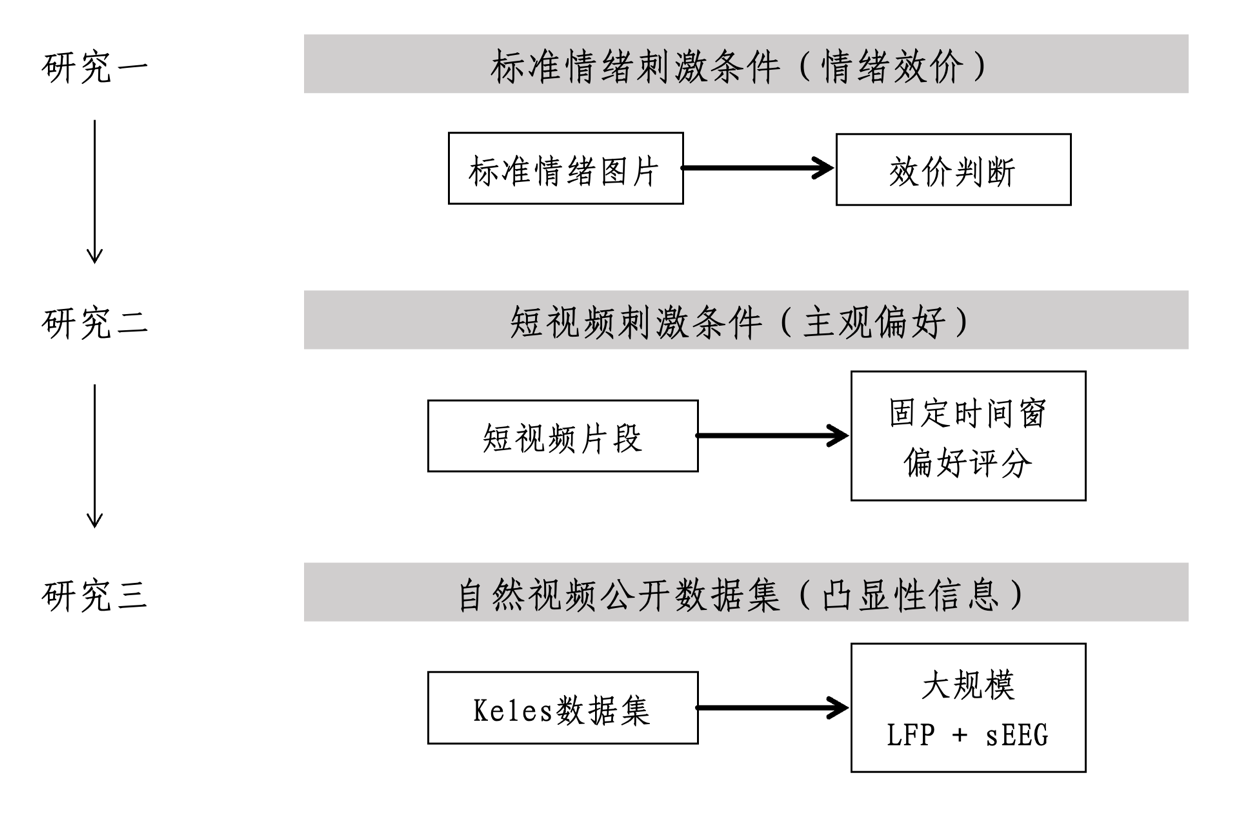 研究一
标准情绪刺激条件（情绪效价）
标准情绪图片
效价判断
研究二
短视频刺激条件（主观偏好）
短视频片段
固定时间窗
偏好评分
研究三
自然视频公开数据集（凸显性信息）
Keles数据集
大规模
LFP + sEEG